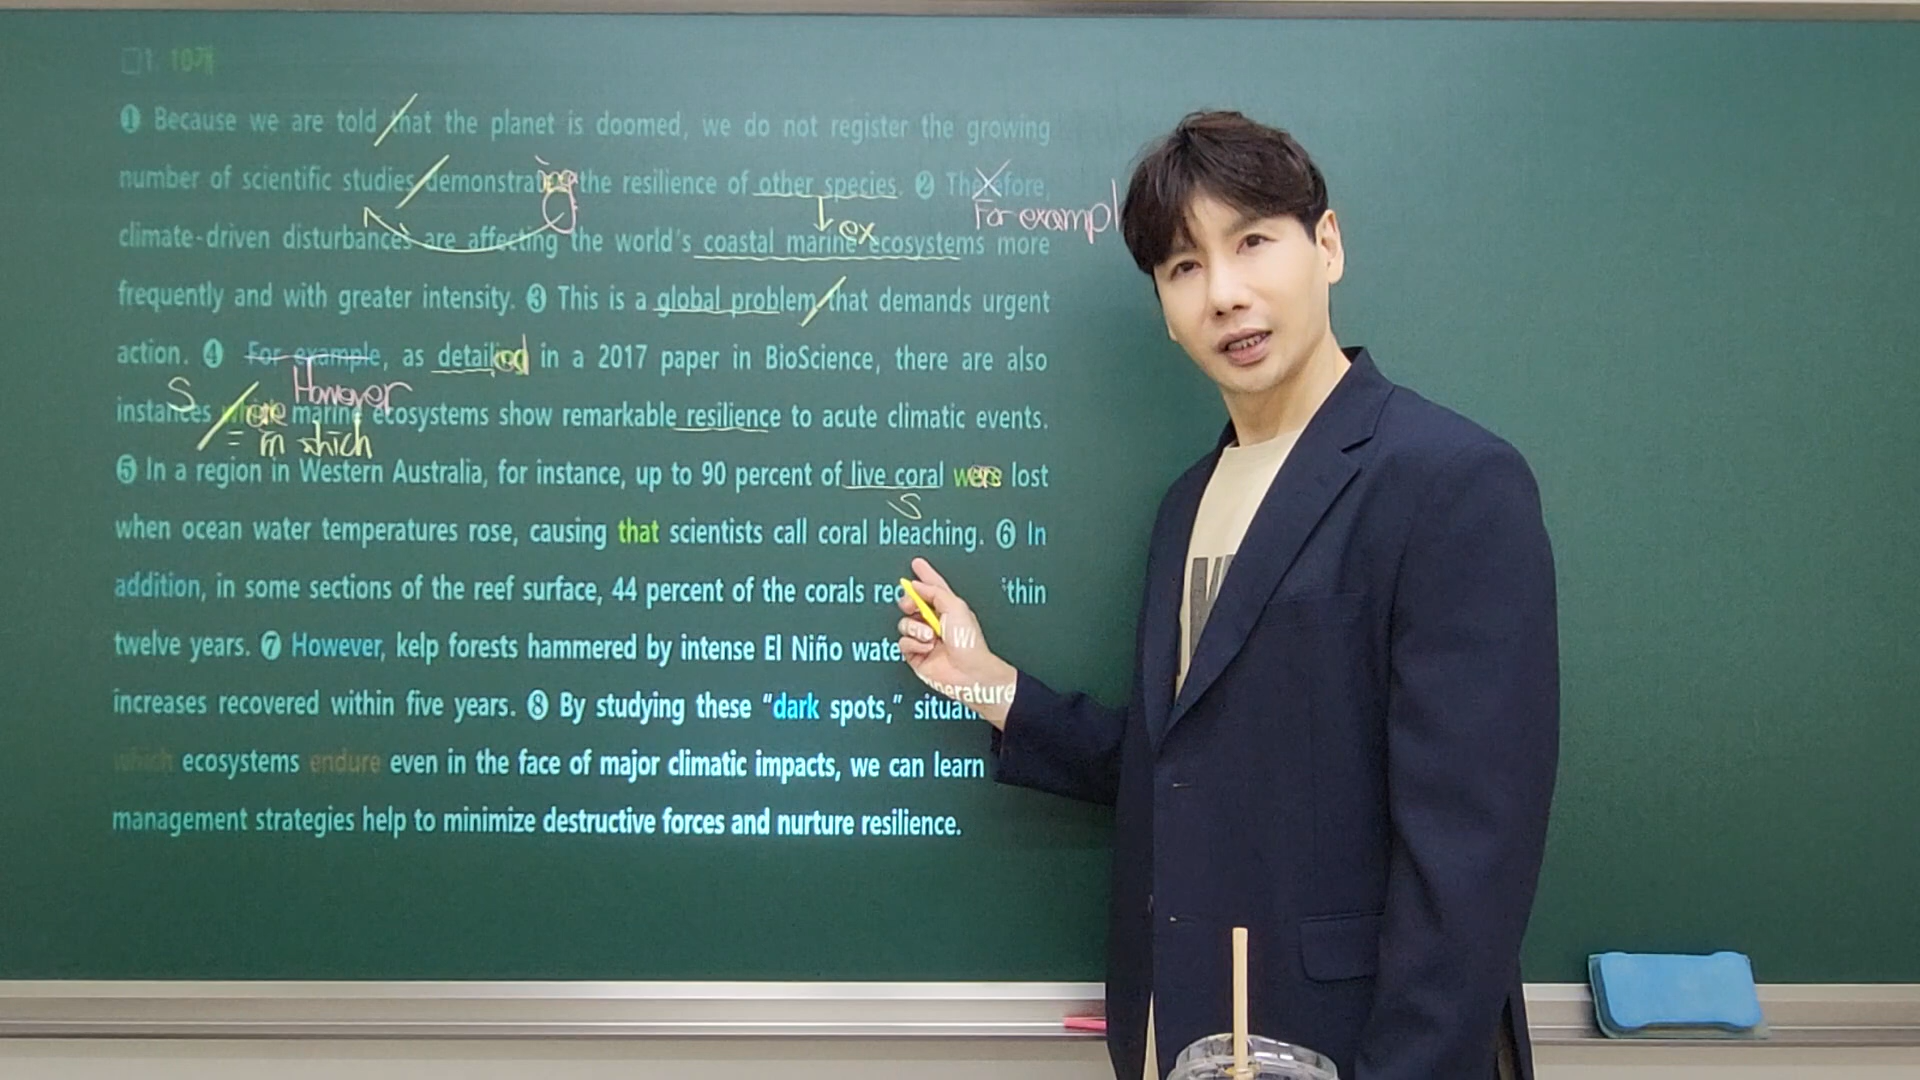 □1. 10개
❶ Because we are told that the planet is doomed, we do not register the growing
number of scientific studies demonstrating the resilience of other species. ❷ Therefore,
ex
For exampl
climate-driven disturbances are affecting the world's coastal marine ecosystems more
frequently and with greater intensity. ❸ This is a global problem that demands urgent
action. ❹ For example, as detailed in a 2017 paper in BioScience, there are also
S
However
instances where marine ecosystems show remarkable resilience to acute climatic events.
= in which
❺ In a region in Western Australia, for instance, up to 90 percent of live coral were lost
S
when ocean water temperatures rose, causing that scientists call coral bleaching. ❻ In
addition, in some sections of the reef surface, 44 percent of the corals
twelve years. ❼ However, kelp forests hammered by intense El Niño
increases recovered within five years. ❽ By studying these “dark spots,”
which ecosystems endure even in the face of major climatic impacts, we can learn
management strategies help to minimize destructive forces and nurture resilience.